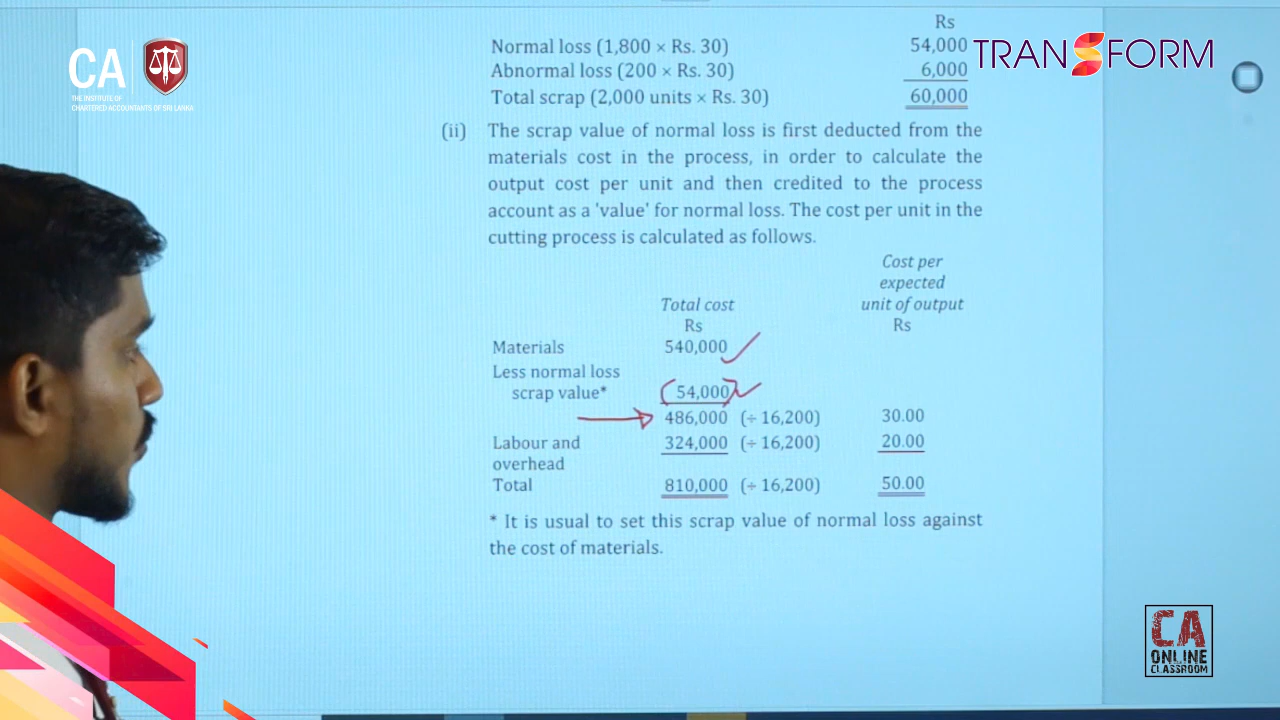 CA
THE INSTITUTE OF
CHARTERED ACCOUNTANTS OF SRI LANKA
TRANSFORM
Rs
Normal loss (1,800 × Rs. 30) 54,000
Abnormal loss (200 × Rs. 30) 6,000
Total scrap (2,000 units × Rs. 30) 60,000
(ii) The scrap value of normal loss is first deducted from the
materials cost in the process, in order to calculate the
output cost per unit and then credited to the process
account as a 'value' for normal loss. The cost per unit in the
cutting process is calculated as follows.
Cost per
expected
Total cost unit of output
Rs Rs
Materials 540,000
Less normal loss
scrap value* (54,000)
486,000 (÷ 16,200) 30.00
Labour and 324,000 (÷ 16,200) 20.00
overhead
Total 810,000 (÷ 16,200) 50.00
* It is usual to set this scrap value of normal loss against
the cost of materials.
CA
ONLINE
CLASSROOM